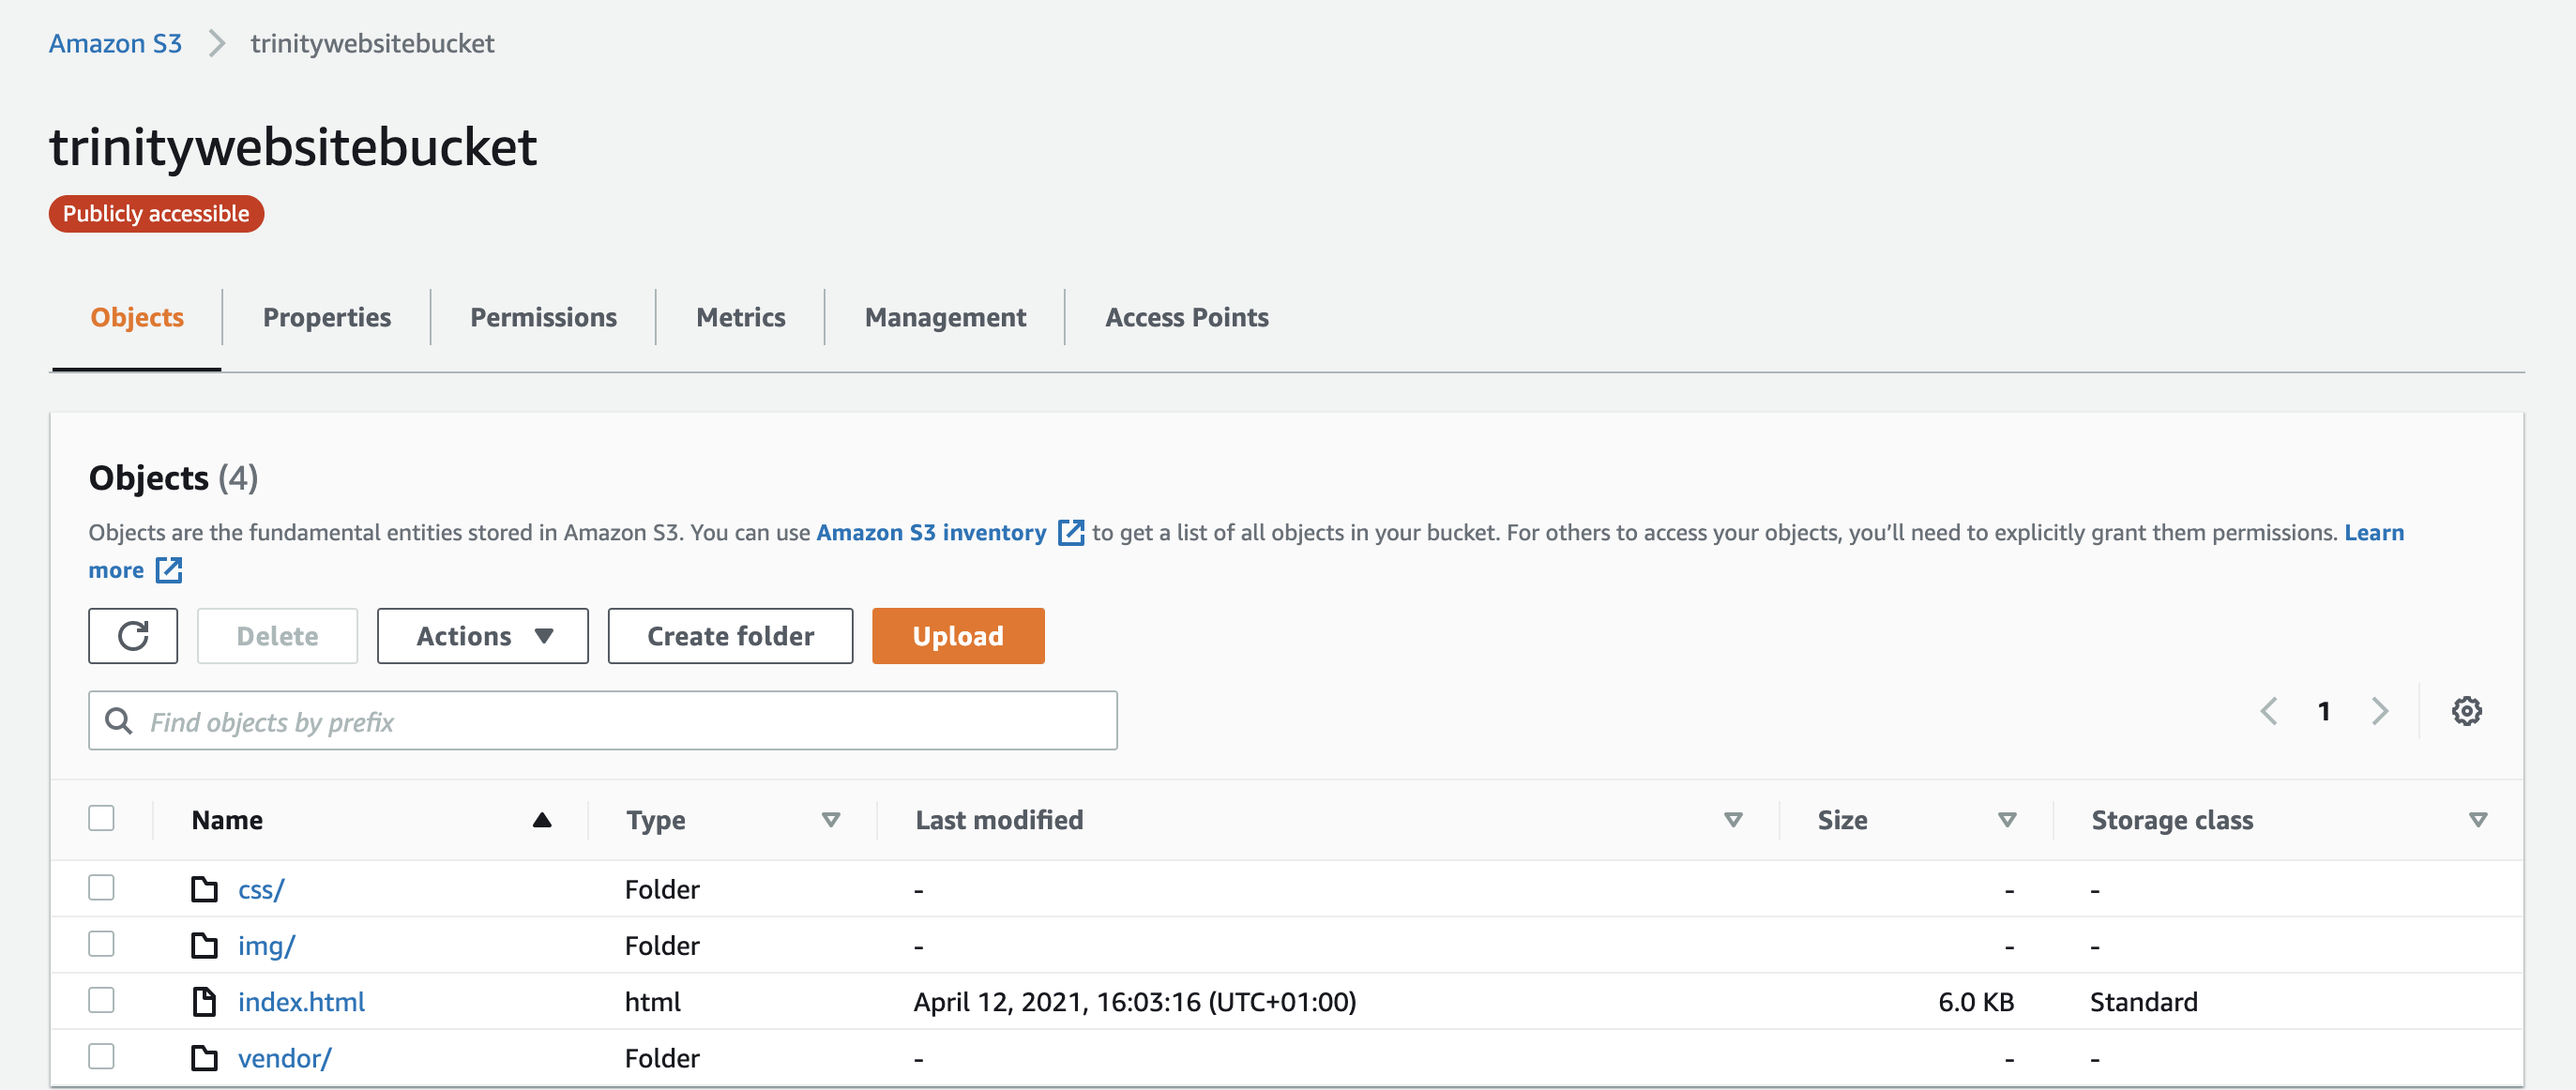 Amazon S3 > trinitywebsitebucket
trinitywebsitebucket
Publicly accessible
Objects Properties Permissions Metrics Management Access Points
Objects (4)
Objects are the fundamental entities stored in Amazon S3. You can use Amazon S3 inventory to get a list of all objects in your bucket. For others to access your objects, you’ll need to explicitly grant them permissions. Learn
more
Delete Actions Create folder Upload
Find objects by prefix 1
Name Type Last modified Size Storage class
css/ Folder - - -
img/ Folder - - -
index.html html April 12, 2021, 16:03:16 (UTC+01:00) 6.0 KB Standard
vendor/ Folder - - -